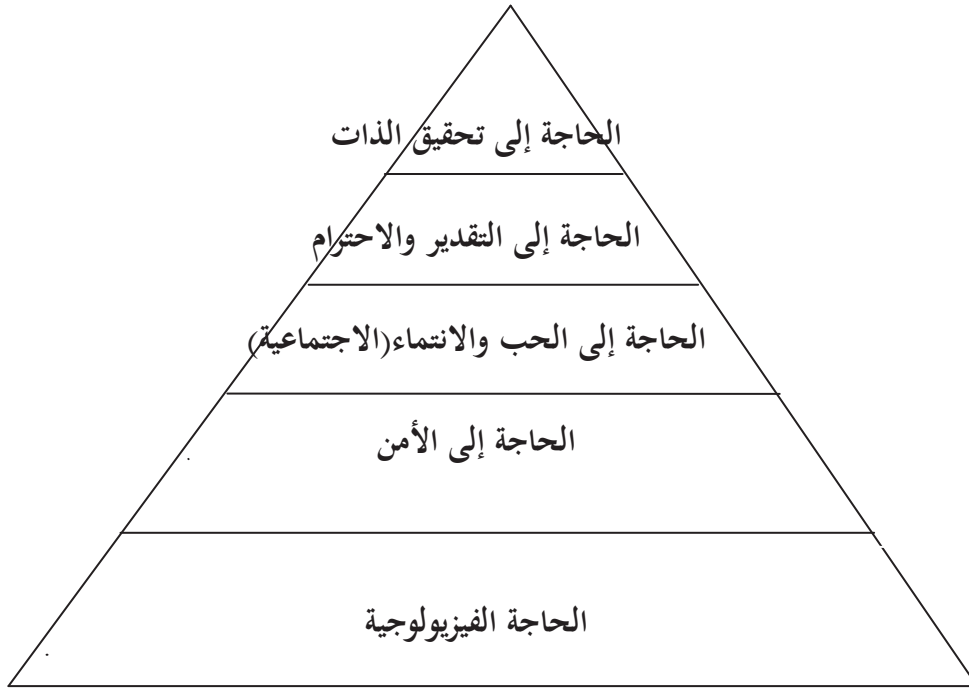 الحاجة إلى تحقيق الذات
الحاجة إلى التقدير والاحترام
الحاجة إلى الحب والانتماء(الاجتماعية)
الحاجة إلى الأمن
الحاجة الفيزيولوجية